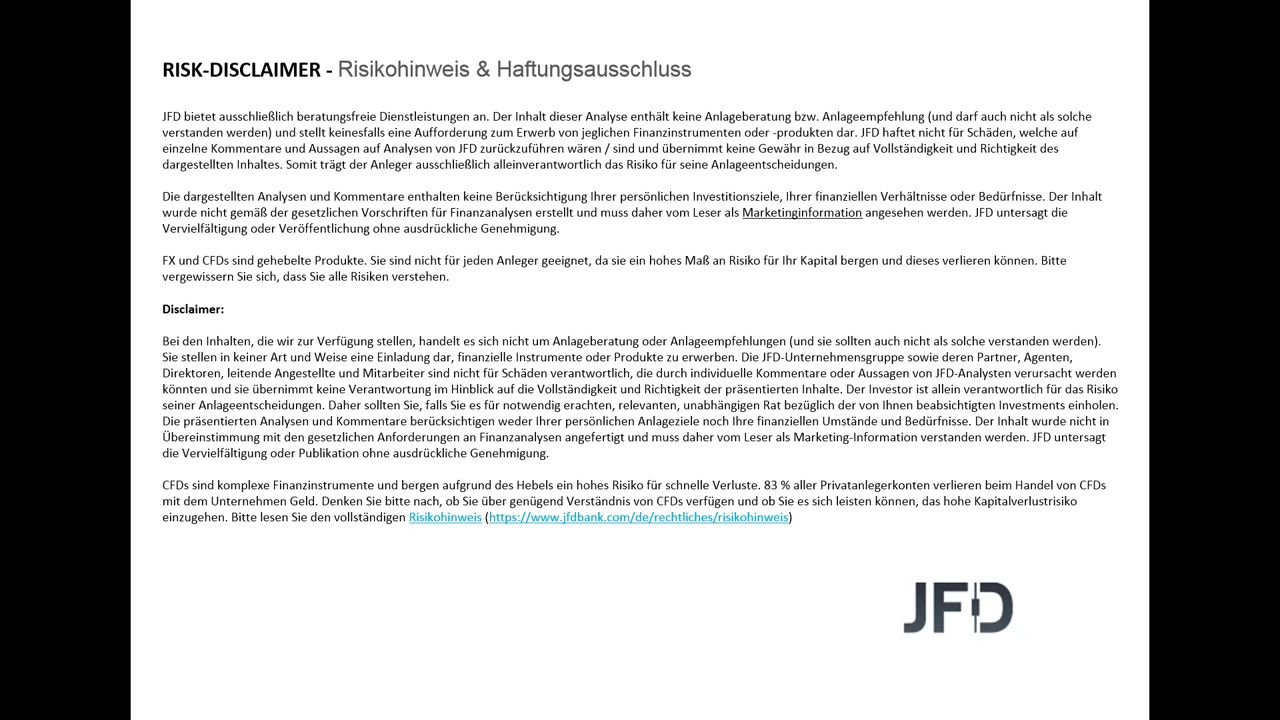 RISK-DISCLAIMER - Risikohinweis & Haftungsausschluss
JFD bietet ausschließlich beratungsfreie Dienstleistungen an. Der Inhalt dieser Analyse enthält keine Anlageberatung bzw. Anlageempfehlung (und darf auch nicht als solche
verstanden werden) und stellt keinesfalls eine Aufforderung zum Erwerb von jeglichen Finanzinstrumenten oder -produkten dar. JFD haftet nicht für Schäden, welche auf
einzelne Kommentare und Aussagen auf Analysen von JFD zurückzuführen wären / sind und übernimmt keine Gewähr in Bezug auf Vollständigkeit und Richtigkeit des
dargestellten Inhaltes. Somit trägt der Anleger ausschließlich alleinverantwortlich das Risiko für seine Anlageentscheidungen.
Die dargestellten Analysen und Kommentare enthalten keine Berücksichtigung Ihrer persönlichen Investitionsziele, Ihrer finanziellen Verhältnisse oder Bedürfnisse. Der Inhalt
wurde nicht gemäß der gesetzlichen Vorschriften für Finanzanalysen erstellt und muss daher vom Leser als Marketinginformation angesehen werden. JFD untersagt die
Vervielfältigung oder Veröffentlichung ohne ausdrückliche Genehmigung.
FX und CFDs sind gehebelte Produkte. Sie sind nicht für jeden Anleger geeignet, da sie ein hohes Maß an Risiko für Ihr Kapital bergen und dieses verlieren können. Bitte
vergewissern Sie sich, dass Sie alle Risiken verstehen.
Disclaimer:
Bei den Inhalten, die wir zur Verfügung stellen, handelt es sich nicht um Anlageberatung oder Anlageempfehlungen (und sie sollten auch nicht als solche verstanden werden).
Sie stellen in keiner Art und Weise eine Einladung dar, finanzielle Instrumente oder Produkte zu erwerben. Die JFD-Unternehmensgruppe sowie deren Partner, Agenten,
Direktoren, leitende Angestellte und Mitarbeiter sind nicht für Schäden verantwortlich, die durch individuelle Kommentare oder Aussagen von JFD-Analysten verursacht werden
könnten und sie übernimmt keine Verantwortung im Hinblick auf die Vollständigkeit und Richtigkeit der präsentierten Inhalte. Der Investor ist allein verantwortlich für das Risiko
seiner Anlageentscheidungen. Daher sollten Sie, falls Sie es für notwendig erachten, relevanten, unabhängigen Rat bezüglich der von Ihnen beabsichtigten Investments einholen.
Die präsentierten Analysen und Kommentare berücksichtigen weder Ihrer persönlichen Anlageziele noch Ihre finanziellen Umstände und Bedürfnisse. Der Inhalt wurde nicht in
Übereinstimmung mit den gesetzlichen Anforderungen an Finanzanalysen angefertigt und muss daher vom Leser als Marketing-Information verstanden werden. JFD untersagt
die Vervielfältigung oder Publikation ohne ausdrückliche Genehmigung.
CFDs sind komplexe Finanzinstrumente und bergen aufgrund des Hebels ein hohes Risiko für schnelle Verluste. 83 % aller Privatanlegerkonten verlieren beim Handel von CFDs
mit dem Unternehmen Geld. Denken Sie bitte nach, ob Sie über genügend Verständnis von CFDs verfügen und ob Sie es sich leisten können, das hohe Kapitalverlustrisiko
einzugehen. Bitte lesen Sie den vollständigen Risikohinweis (https://www.jfdbank.com/de/rechtliches/risikohinweis)
JFD